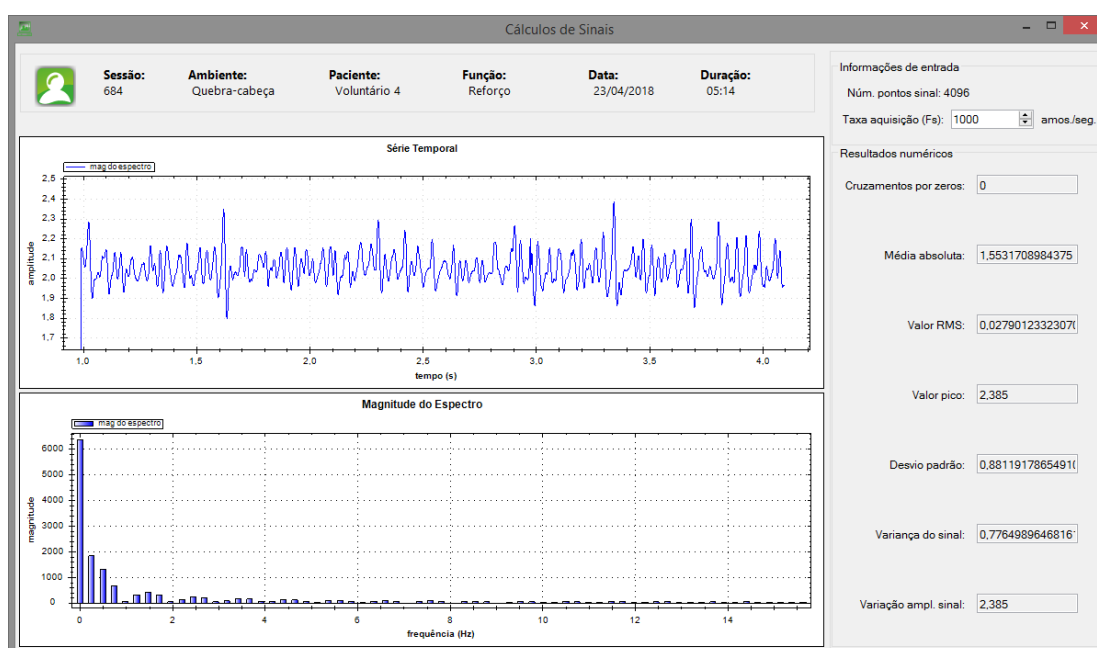 Cálculos de Sinais
Sessão: Ambiente: Paciente: Função: Data: Duração:
684 Quebra-cabeça Voluntário 4 Reforço 23/04/2018 05:14
Informações de entrada
Núm. pontos sinal: 4096
Taxa aquisição (Fs): 1000 amos./seg.
Série Temporal
mag do espectro
2,5
2,4
2,3
2,2
2,1
2,0
1,9
1,8
1,7
amplitude
1,0 1,5 2,0 2,5 3,0 3,5 4,0
tempo (s)
Magnitude do Espectro
mag do espectro
6000
5000
4000
3000
2000
1000
0
magnitude
0 2 4 6 8 10 12 14
frequência (Hz)
Resultados numéricos
Cruzamentos por zeros: 0
Média absoluta: 1,5531708984375
Valor RMS: 0,0279012332307
Valor pico: 2,385
Desvio padrão: 0,8811917865491
Variança do sinal: 0,7764989646816
Variação ampl. sinal: 2,385